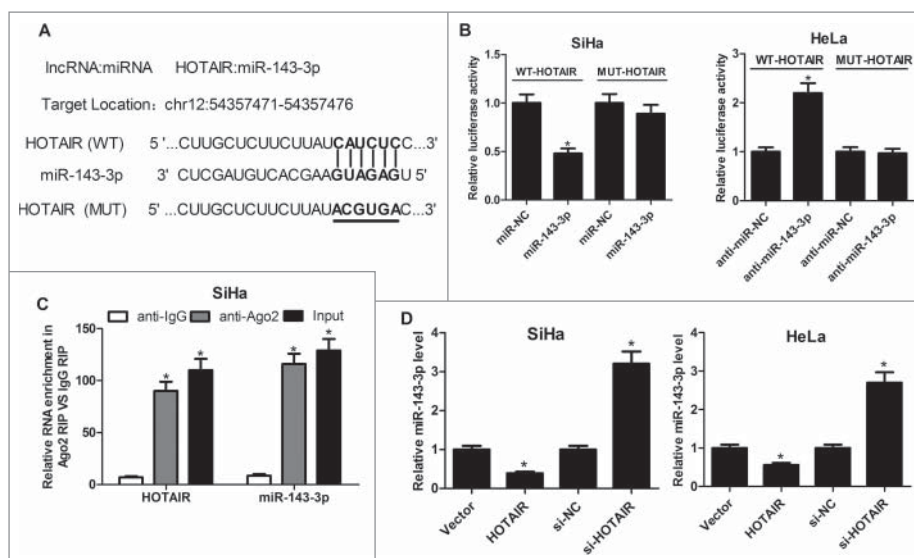 A
lncRNA:miRNA HOTAIR:miR-143-3p
Target Location: chr12:54357471-54357476
HOTAIR (WT) 5 '...CUUGCUCUUCUUAUCAUCUCC...3'
miR-143-3p 3' CUCGAUGUCACGAAGUAGAGU 5'
HOTAIR (MUT) 5' ...CUUGCUCUUCUUAUACGUGAC...3'
B
SiHa
WT-HOTAIR MUT-HOTAIR
Relative luciferase activity
1.5
1.0
0.5
0.0
*
miR-NC
miR-143-3p
miR-NC
miR-143-3p
HeLa
WT-HOTAIR MUT-HOTAIR
Relative luciferase activity
3
2
1
0
*
anti-miR-NC
anti-miR-143-3p
anti-miR-NC
anti-miR-143-3p
C
SiHa
anti-IgG anti-Ago2 Input
Relative RNA enrichment in
Ago2 RIP VS IgG RIP
150
100
50
0
* * * *
HOTAIR miR-143-3p
D
SiHa
Relative miR-143-3p level
4
3
2
1
0
* *
Vector
HOTAIR
si-NC
si-HOTAIR
HeLa
Relative miR-143-3p level
4
3
2
1
0
* *
Vector
HOTAIR
si-NC
si-HOTAIR